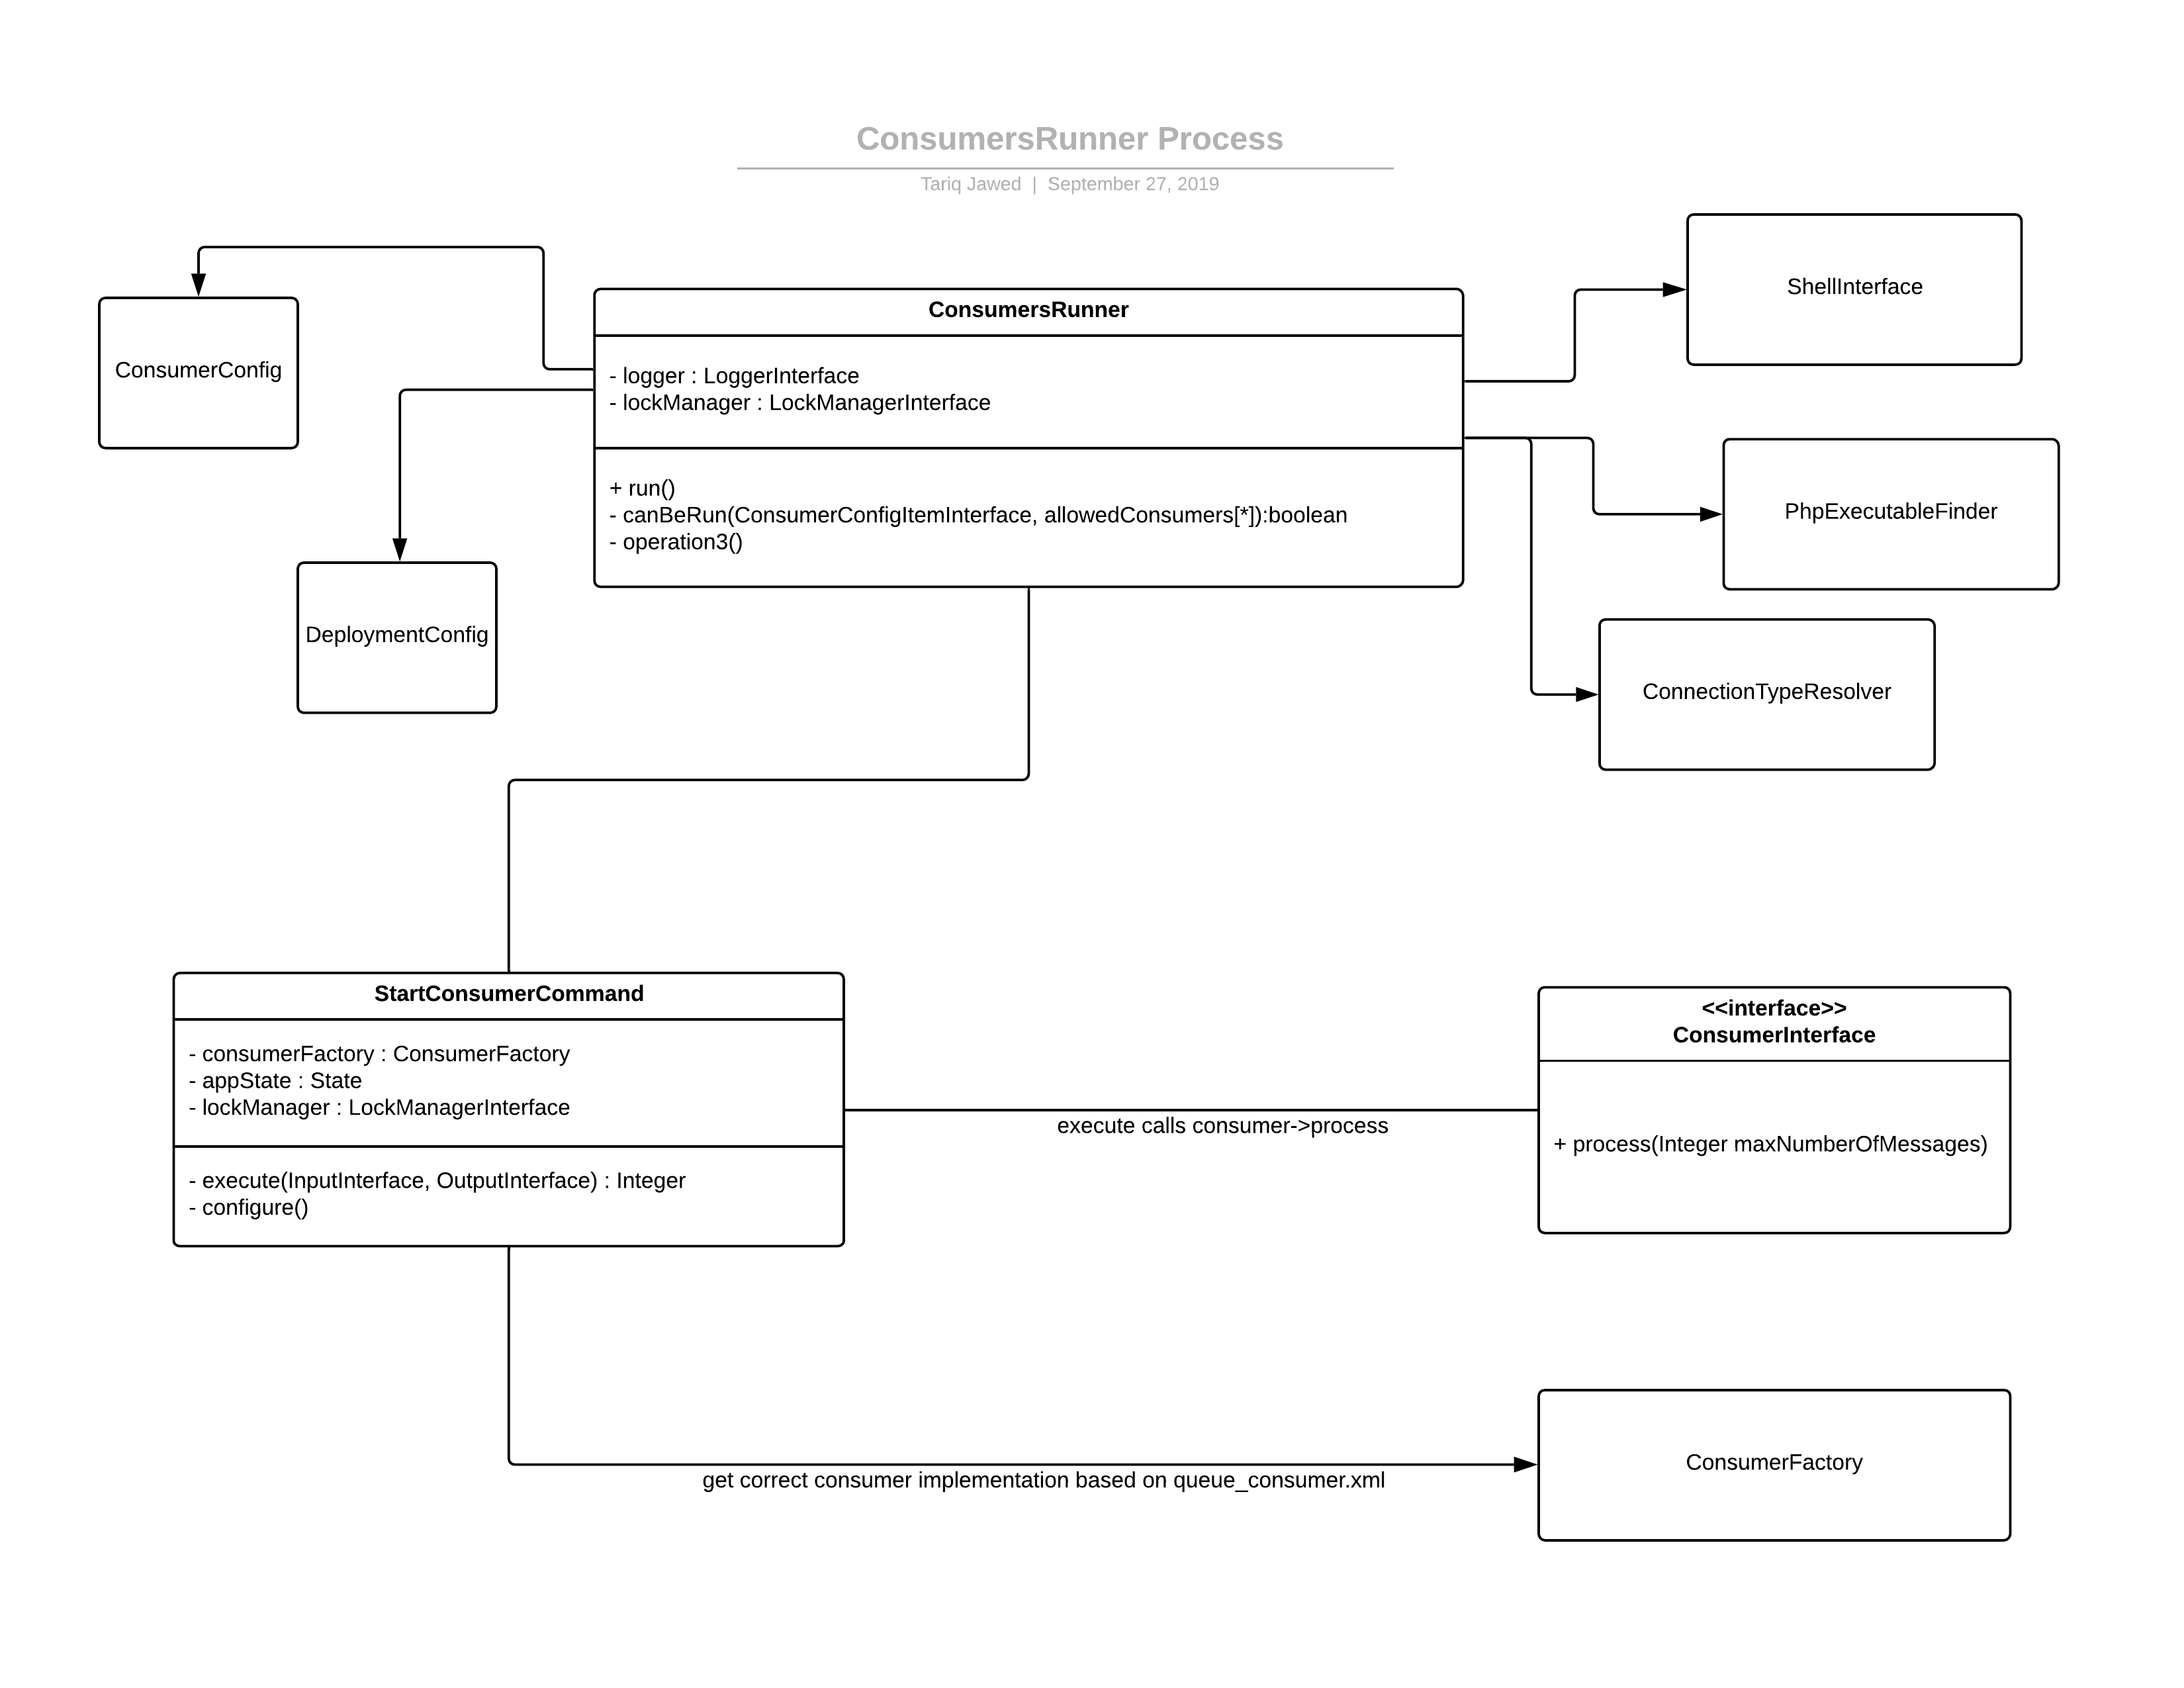 ConsumersRunner Process
Tariq Jawed | September 27, 2019
ConsumerConfig
DeploymentConfig
ConsumersRunner
- logger : LoggerInterface
- lockManager : LockManagerInterface
+ run()
- canBeRun(ConsumerConfigItemInterface, allowedConsumers[*]):boolean
- operation3()
ShellInterface
PhpExecutableFinder
ConnectionTypeResolver
StartConsumerCommand
- consumerFactory : ConsumerFactory
- appState : State
- lockManager : LockManagerInterface
- execute(InputInterface, OutputInterface) : Integer
- configure()
execute calls consumer->process
<<interface>>
ConsumerInterface
+ process(Integer maxNumberOfMessages)
get correct consumer implementation based on queue_consumer.xml
ConsumerFactory